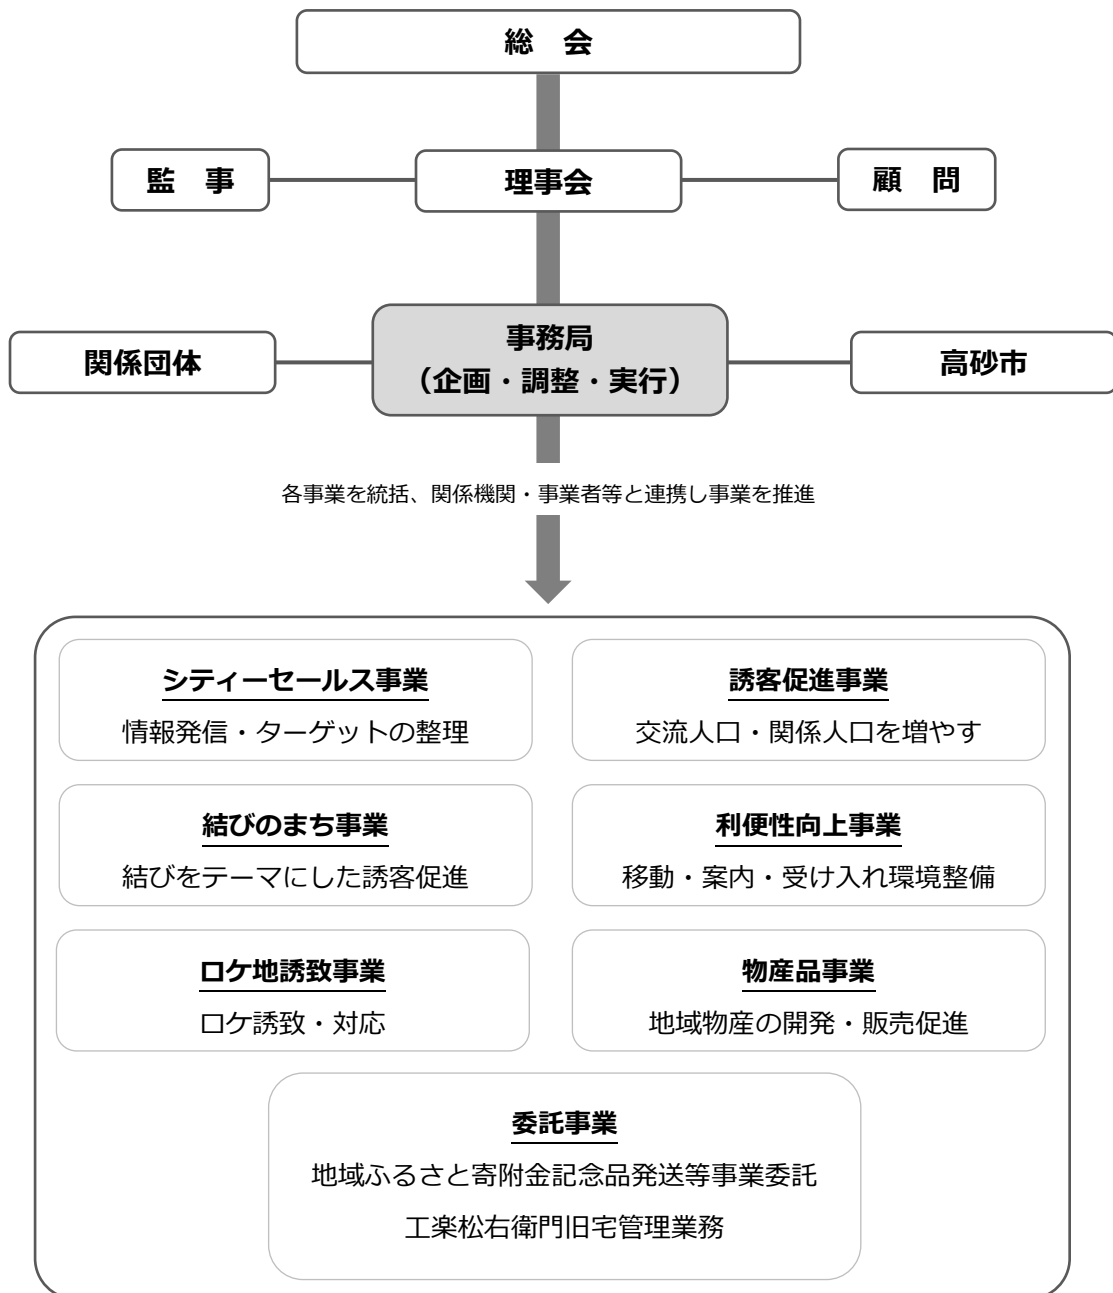 総　会
監　事
理事会
顧　問
関係団体
事務局
（企画・調整・実行）
高砂市
各事業を統括、関係機関・事業者等と連携し事業を推進
シティーセールス事業
情報発信・ターゲットの整理
誘客促進事業
交流人口・関係人口を増やす
結びのまち事業
結びをテーマにした誘客促進
利便性向上事業
移動・案内・受け入れ環境整備
ロケ地誘致事業
ロケ誘致・対応
物産品事業
地域物産の開発・販売促進
委託事業
地域ふるさと寄附金記念品発送等事業委託
工楽松右衛門旧宅管理業務